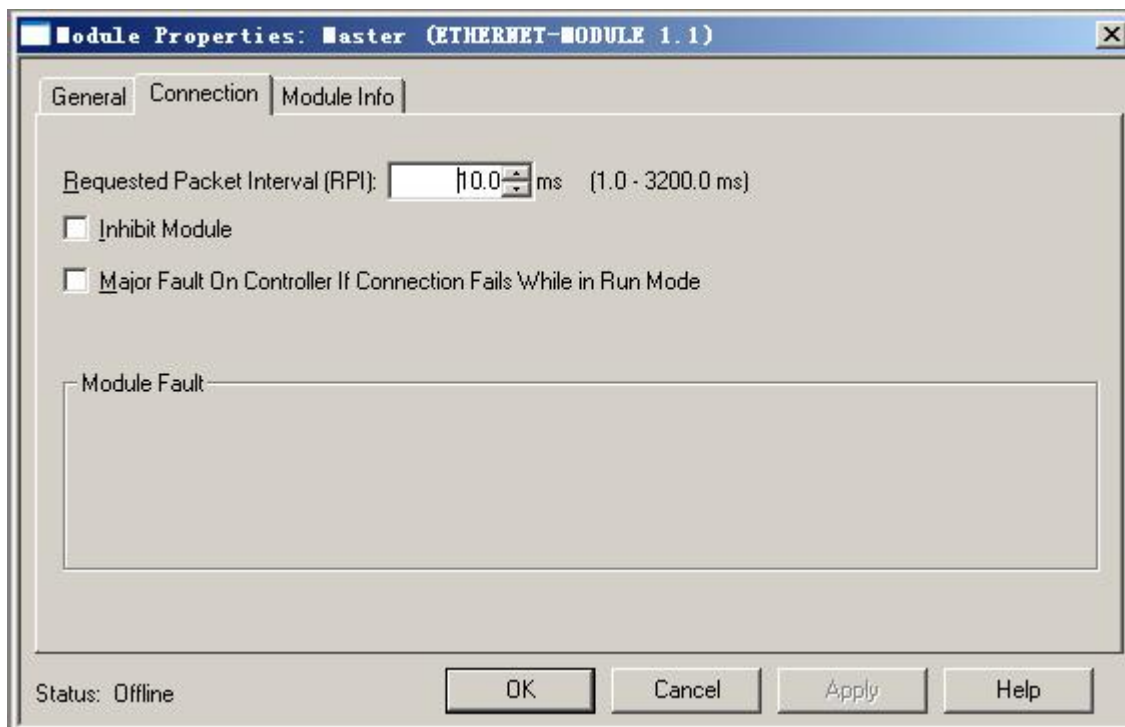 Module Properties: Master (ETHERNET-MODULE 1.1)
General Connection Module Info
Requested Packet Interval (RPI): 10.0 ms (1.0 - 3200.0 ms)
Inhibit Module
Major Fault On Controller If Connection Fails While in Run Mode
Module Fault
Status: Offline OK Cancel Apply Help